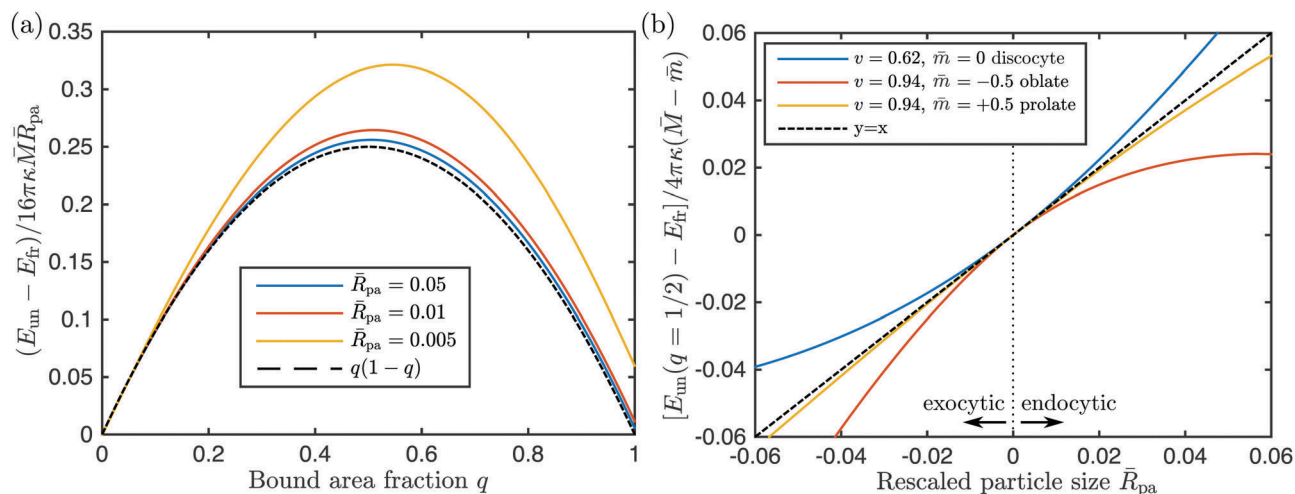 (a)
(E_un − E_fr)/16πκM̄R̄_pa
0.35
0.3
0.25
0.2
0.15
0.1
0.05
0
R̄_pa = 0.05
R̄_pa = 0.01
R̄_pa = 0.005
q(1 − q)
0 0.2 0.4 0.6 0.8 1
Bound area fraction q
(b)
[E_un(q = 1/2) − E_fr]/4πκ(M̄ − m̄)
0.06
0.04
0.02
0
-0.02
-0.04
-0.06
v = 0.62, m̄ = 0 discocyte
v = 0.94, m̄ = −0.5 oblate
v = 0.94, m̄ = +0.5 prolate
y=x
exocytic endocytic
-0.06 -0.04 -0.02 0 0.02 0.04 0.06
Rescaled particle size R̄_pa